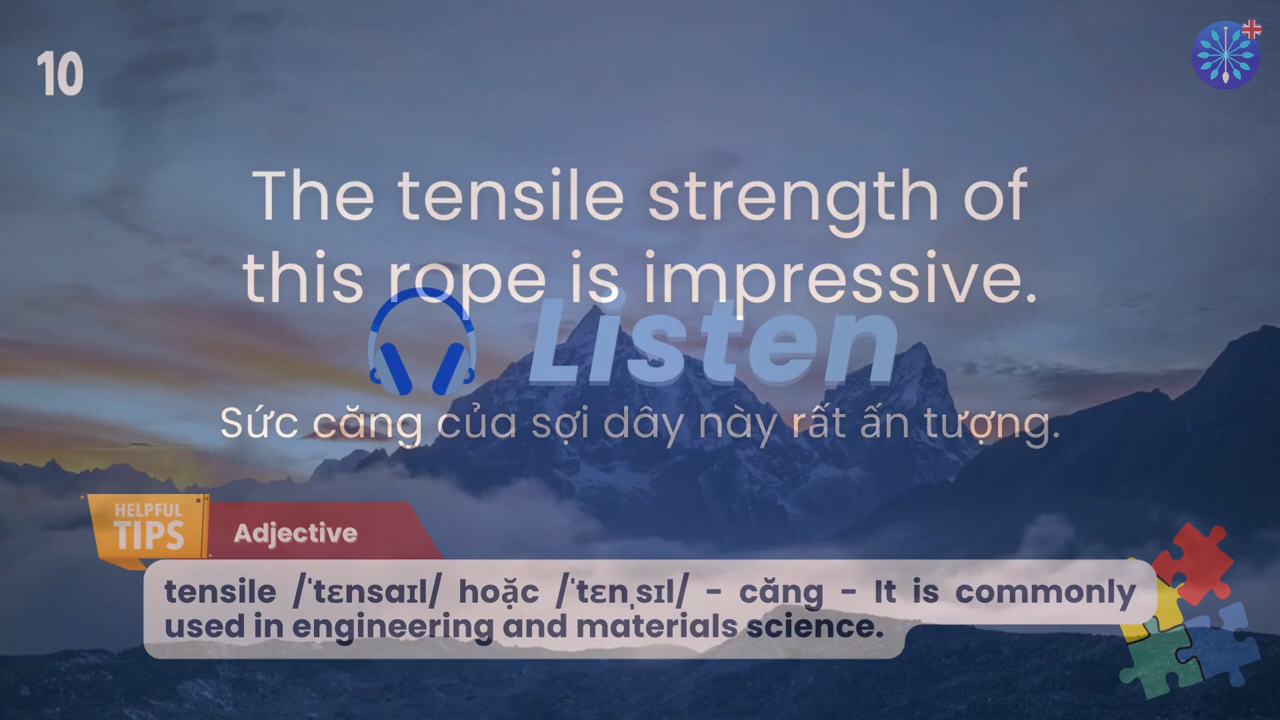 10
The tensile strength of
this rope is impressive.
Listen
Sức căng của sợi dây này rất ấn tượng.
HELPFUL
TIPS
Adjective
tensile /ˈtɛnsaɪl/ hoặc /ˈtɛnˌsɪl/ - căng - It is commonly
used in engineering and materials science.